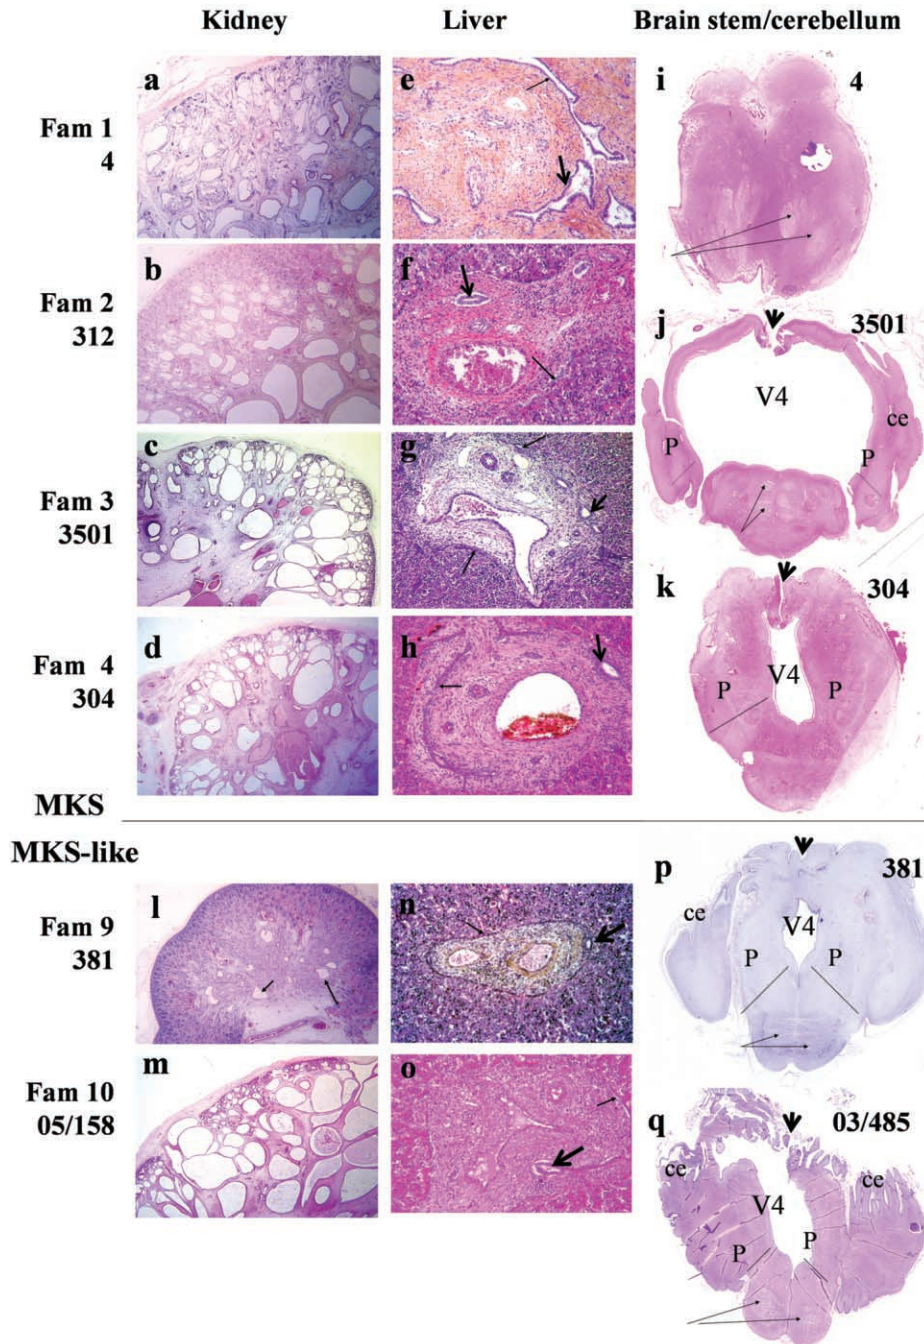 Kidney Liver Brain stem/cerebellum
a e i 4
Fam 1
4
b f
Fam 2
312
j 3501
V4
ce
P P
c g
Fam 3
3501
k 304
d h
Fam 4
304
V4
P P
MKS
MKS-like
p 381
ce
V4
l n
Fam 9
381
P P
m o
Fam 10
05/158
q 03/485
ce ce
V4
P P